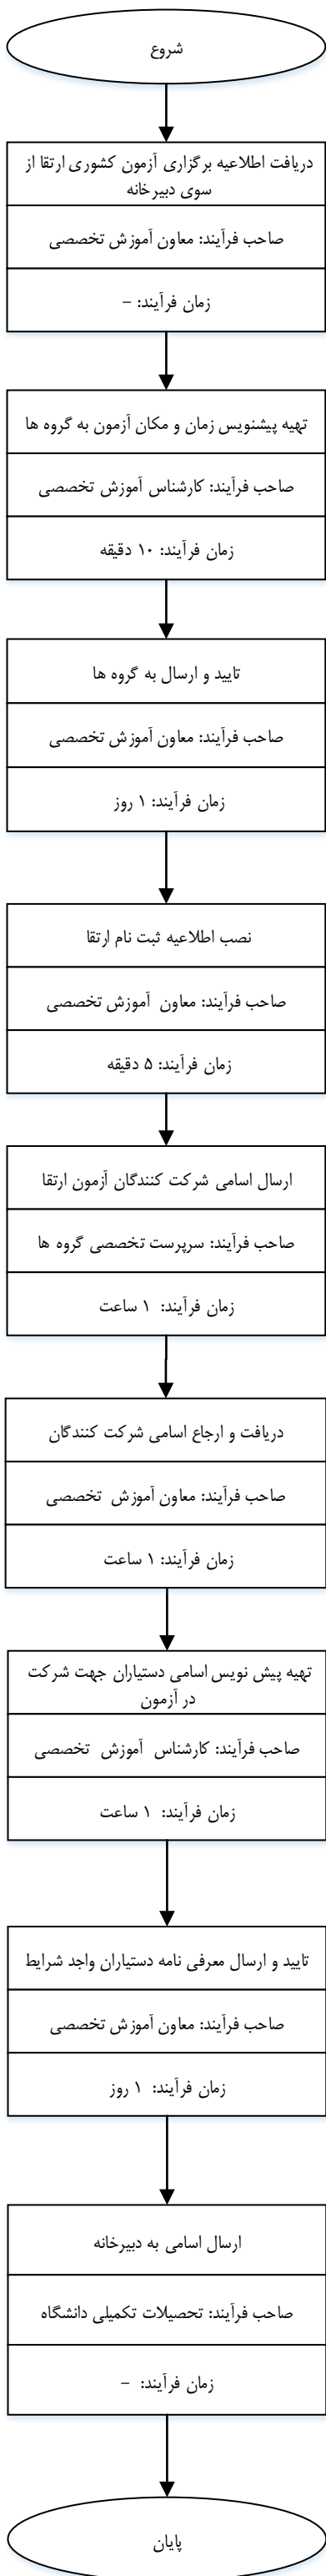 شروع
دریافت اطلاعیه برگزاری آزمون کشوری ارتقا از
سوی دبیرخانه
صاحب فرآیند: معاون آموزش تخصصی
زمان فرآیند: –
تهیه پیشنویس زمان و مکان آزمون به گروه ها
صاحب فرآیند: کارشناس آموزش تخصصی
زمان فرآیند: ۱۰ دقیقه
تایید و ارسال به گروه ها
صاحب فرآیند: معاون آموزش تخصصی
زمان فرآیند: ۱ روز
نصب اطلاعیه ثبت نام ارتقا
صاحب فرآیند: معاون آموزش تخصصی
زمان فرآیند: ۵ دقیقه
ارسال اسامی شرکت کنندگان آزمون ارتقا
صاحب فرآیند: سرپرست تخصصی گروه ها
زمان فرآیند: ۱ ساعت
دریافت و ارجاع اسامی شرکت کنندگان
صاحب فرآیند: معاون آموزش تخصصی
زمان فرآیند: ۱ ساعت
تهیه پیش نویس اسامی دستیاران جهت شرکت
در آزمون
صاحب فرآیند: کارشناس آموزش تخصصی
زمان فرآیند: ۱ ساعت
تایید و ارسال معرفی نامه دستیاران واجد شرایط
صاحب فرآیند: معاون آموزش تخصصی
زمان فرآیند: ۱ روز
ارسال اسامی به دبیرخانه
صاحب فرآیند: تحصیلات تکمیلی دانشگاه
زمان فرآیند: –
پایان